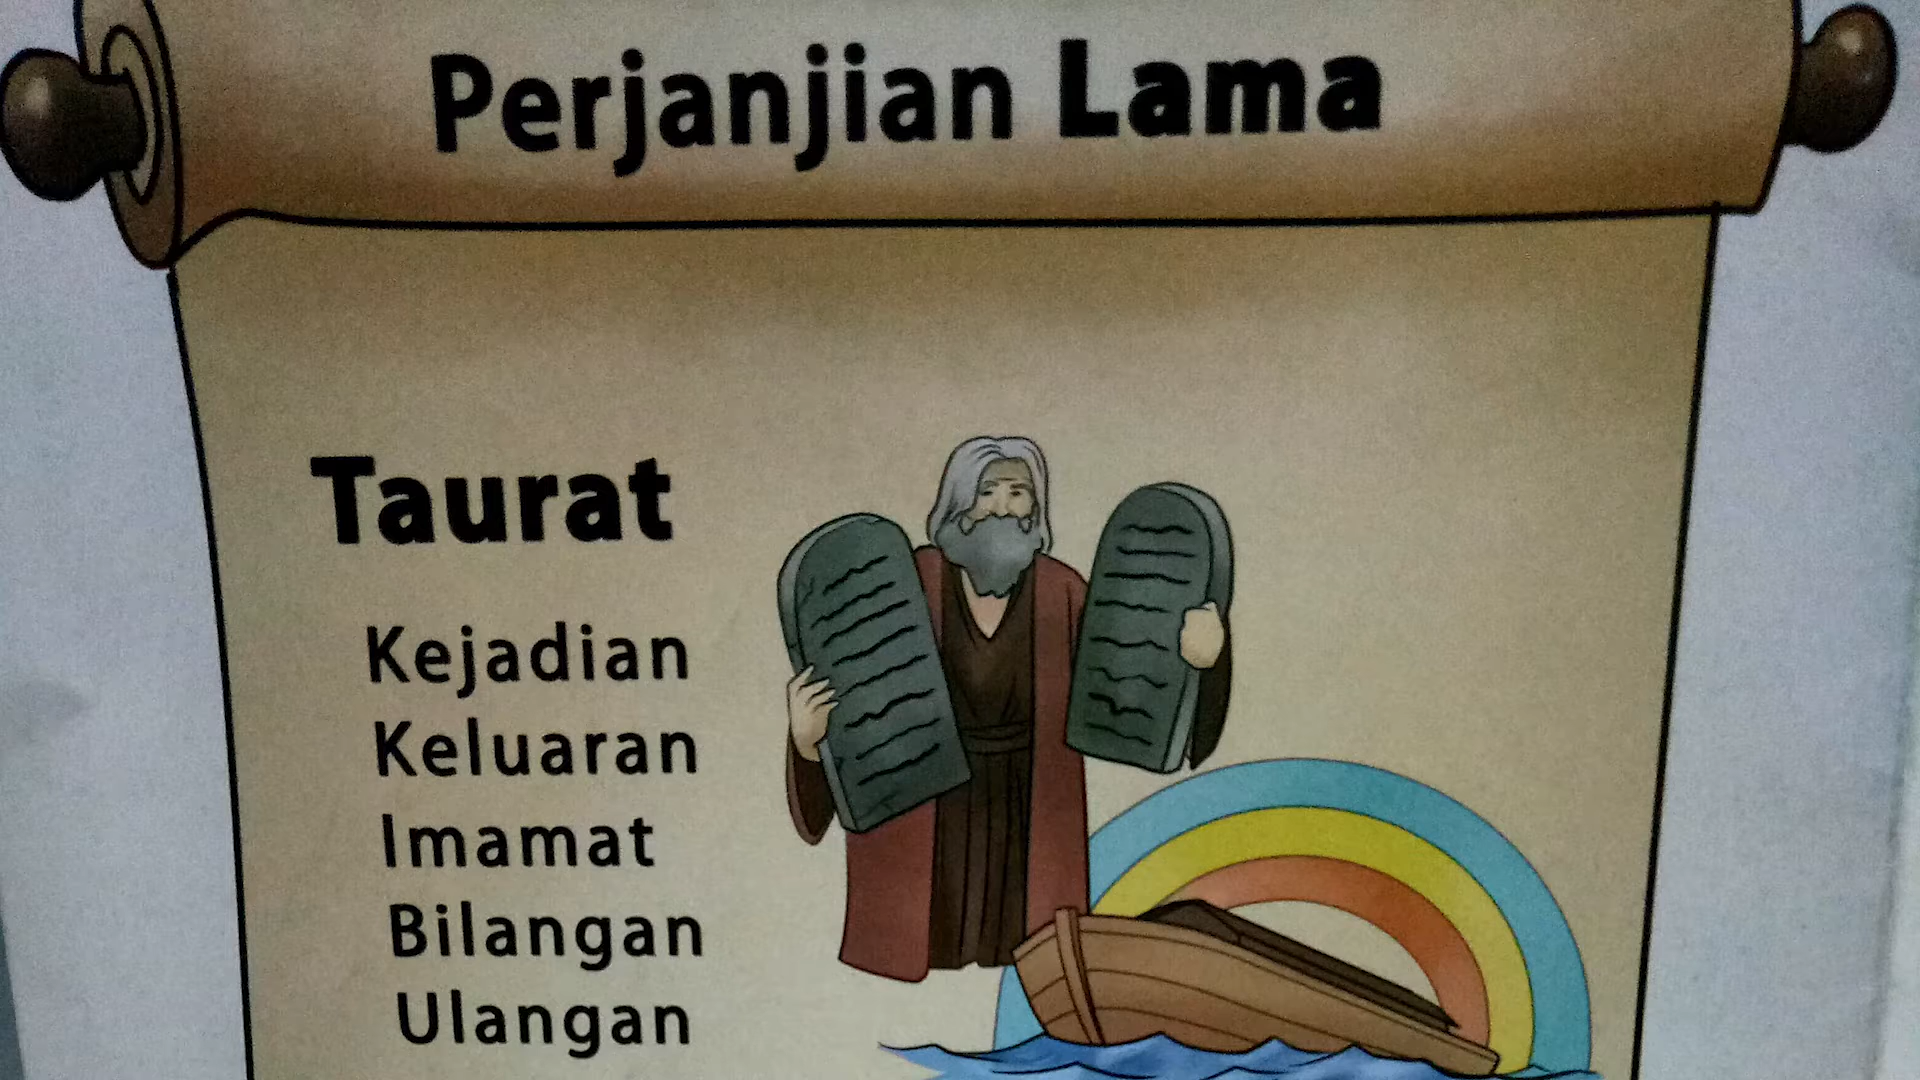 Perjanjian Lama
Taurat
Kejadian
Keluaran
Imamat
Bilangan
Ulangan